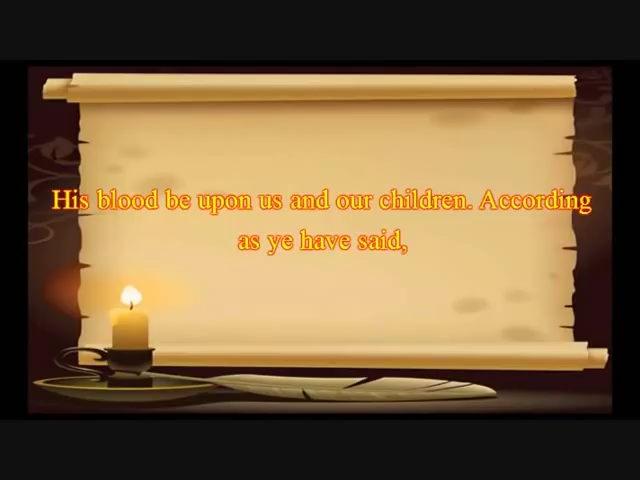 His blood be upon us and our children. According
as ye have said,